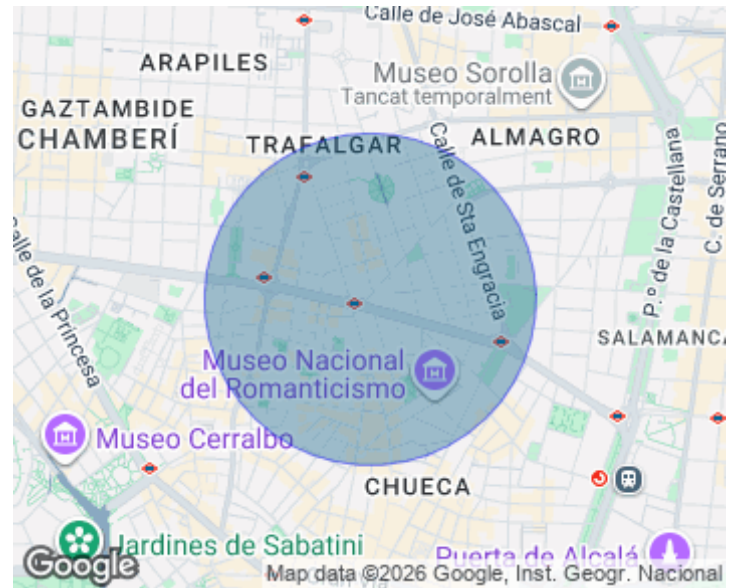 Calle de José Abascal
ARAPILES
Museo Sorolla
Tancat temporalment
GAZTAMBIDE
CHAMBERÍ
TRAFALGAR
ALMAGRO
Calle de Sta Engracia
P.º de la Castellana
C. de Serrano
Calle de la Princesa
SALAMANCA
Museo Nacional
del Romanticismo
Museo Cerralbo
CHUECA
Jardines de Sabatini
Puerta de Alcalá
Google
Map data ©2026 Google, Inst. Geogr. Nacional